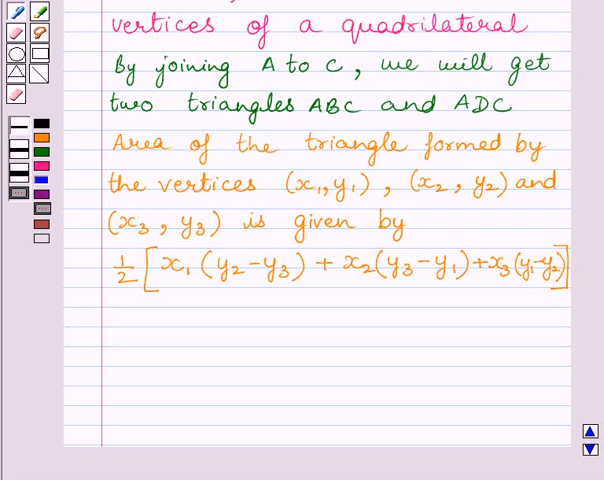 vertices of a quadrilateral
By joining A to C, we will get
two triangles ABC and ADC
Area of the triangle formed by
the vertices (x₁, y₁), (x₂, y₂) and
(x₃, y₃) is given by
1/2 [x₁(y₂-y₃) + x₂(y₃-y₁) + x₃(y₁-y₂)]